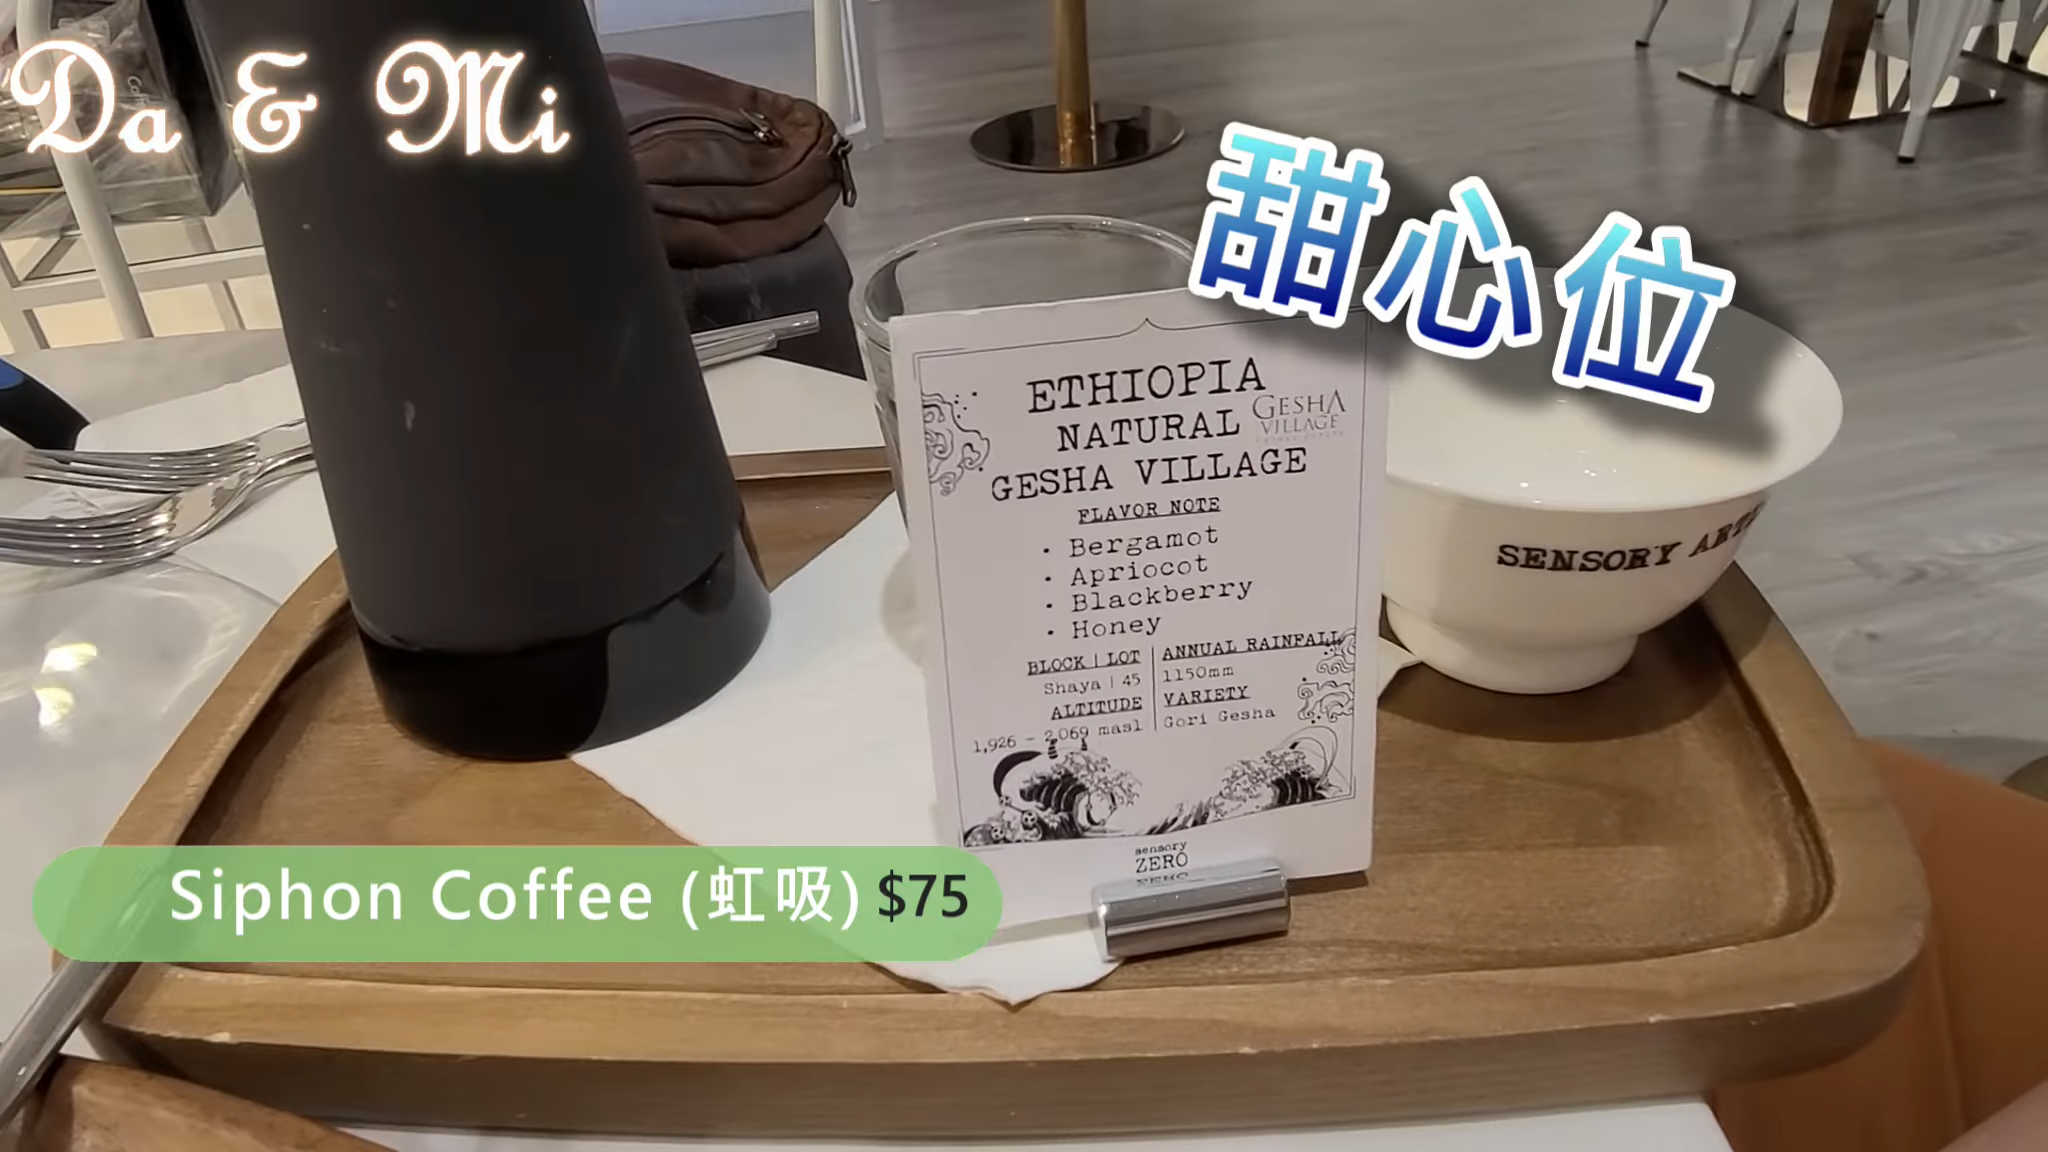 Da & Mi
甜心位
ETHIOPIA
NATURAL
GESHA VILLAGE
GESHA
VILLAGE
FLAVOR NOTE
· Bergamot
· Apriocot
· Blackberry
· Honey
BLOCK | LOT
Shaya | 45
ALTITUDE
1,926 - 2,069 masl
ANNUAL RAINFALL
1150mm
VARIETY
Gori Gesha
sensory
ZERO
SENSORY
Siphon Coffee (虹吸) $75